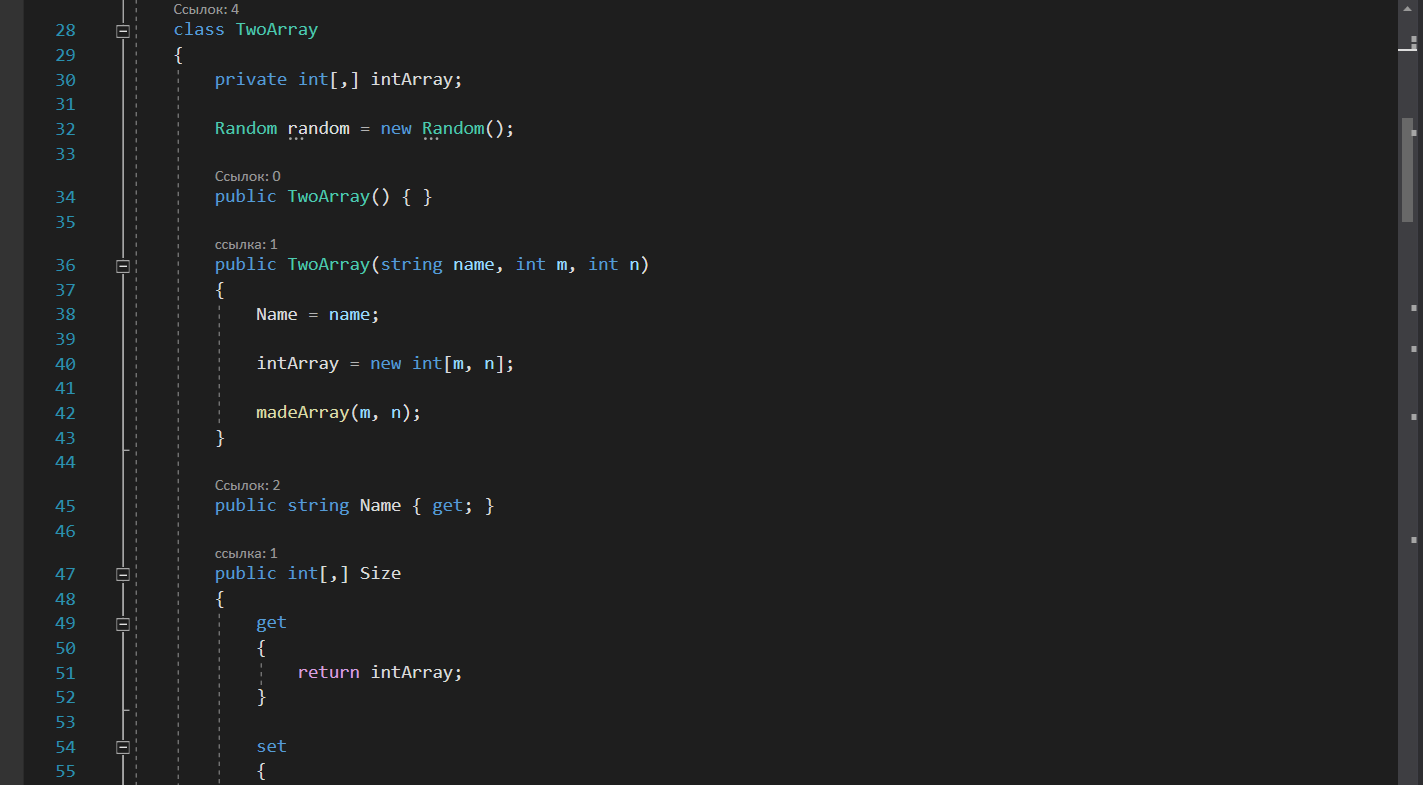 Ссылок: 4
28 class TwoArray
29 {
30 private int[,] intArray;
31
32 Random random = new Random();
33
Ссылок: 0
34 public TwoArray() { }
35
ссылка: 1
36 public TwoArray(string name, int m, int n)
37 {
38 Name = name;
39
40 intArray = new int[m, n];
41
42 madeArray(m, n);
43 }
44
Ссылок: 2
45 public string Name { get; }
46
ссылка: 1
47 public int[,] Size
48 {
49 get
50 {
51 return intArray;
52 }
53
54 set
55 {